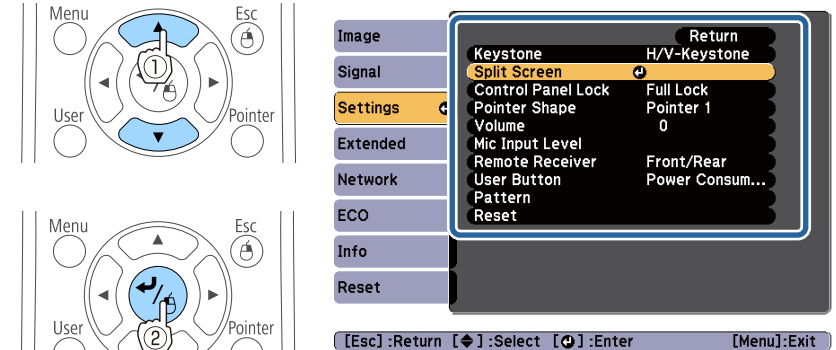 Menu
Esc
1
User
Pointer
Menu
Esc
User
Pointer
2
Image
Signal
Settings
Extended
Network
ECO
Info
Reset
Return
Keystone H/V-Keystone
Split Screen
Control Panel Lock Full Lock
Pointer Shape Pointer 1
Volume 0
Mic Input Level
Remote Receiver Front/Rear
User Button Power Consum...
Pattern
Reset
[Esc]:Return [◆]:Select [⏎]:Enter [Menu]:Exit